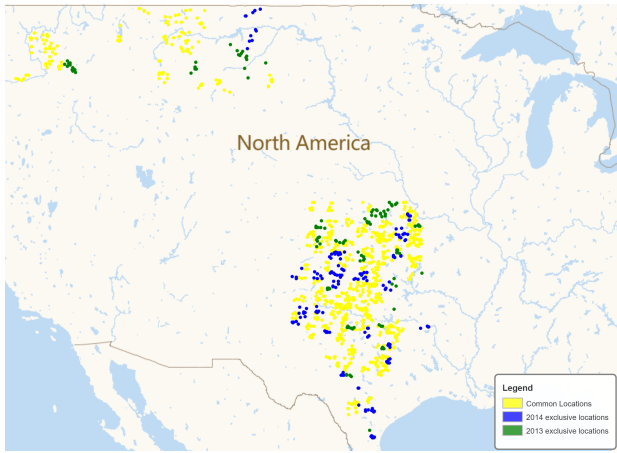 North America
Legend
Common Locations
2014 exclusive locations
2013 exclusive locations